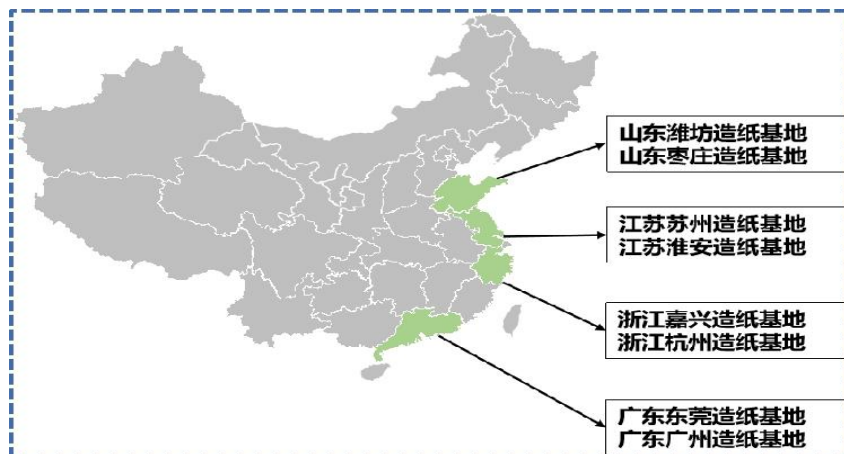 山东潍坊造纸基地
山东枣庄造纸基地
江苏苏州造纸基地
江苏淮安造纸基地
浙江嘉兴造纸基地
浙江杭州造纸基地
广东东莞造纸基地
广东广州造纸基地